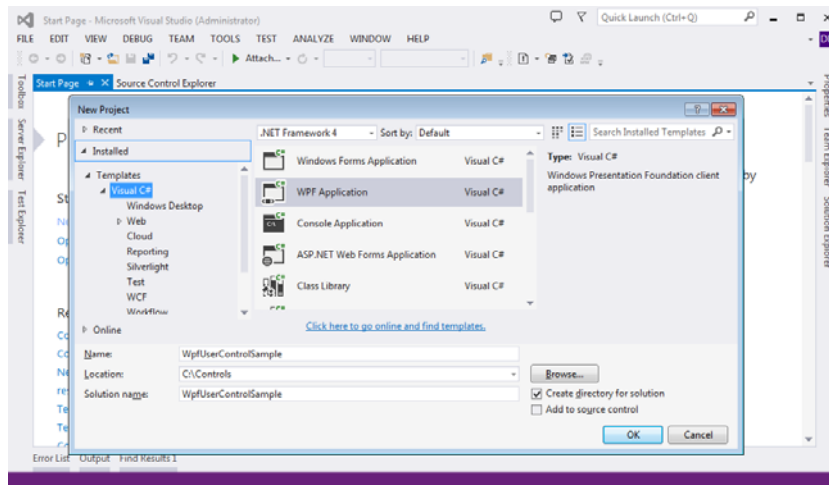 Start Page - Microsoft Visual Studio (Administrator)
Quick Launch (Ctrl+Q)
FILE EDIT VIEW DEBUG TEAM TOOLS TEST ANALYZE WINDOW HELP
Attach...
Start Page Source Control Explorer
Toolbox
Server Explorer
Test Explorer
Properties
Team Explorer
Solution Explorer
New Project
Recent
.NET Framework 4
Sort by: Default
Search Installed Templates
Installed
Templates
Visual C#
Windows Desktop
Web
Cloud
Reporting
Silverlight
Test
WCF
Workflow
Online
Windows Forms Application Visual C#
WPF Application Visual C#
Console Application Visual C#
ASP.NET Web Forms Application Visual C#
Class Library Visual C#
Click here to go online and find templates.
Type: Visual C#
Windows Presentation Foundation client
application
by
Name: WpfUserControlSample
Location: C:\Controls
Browse...
Solution name: WpfUserControlSample
Create directory for solution
Add to source control
OK Cancel
Error List Output Find Results 1